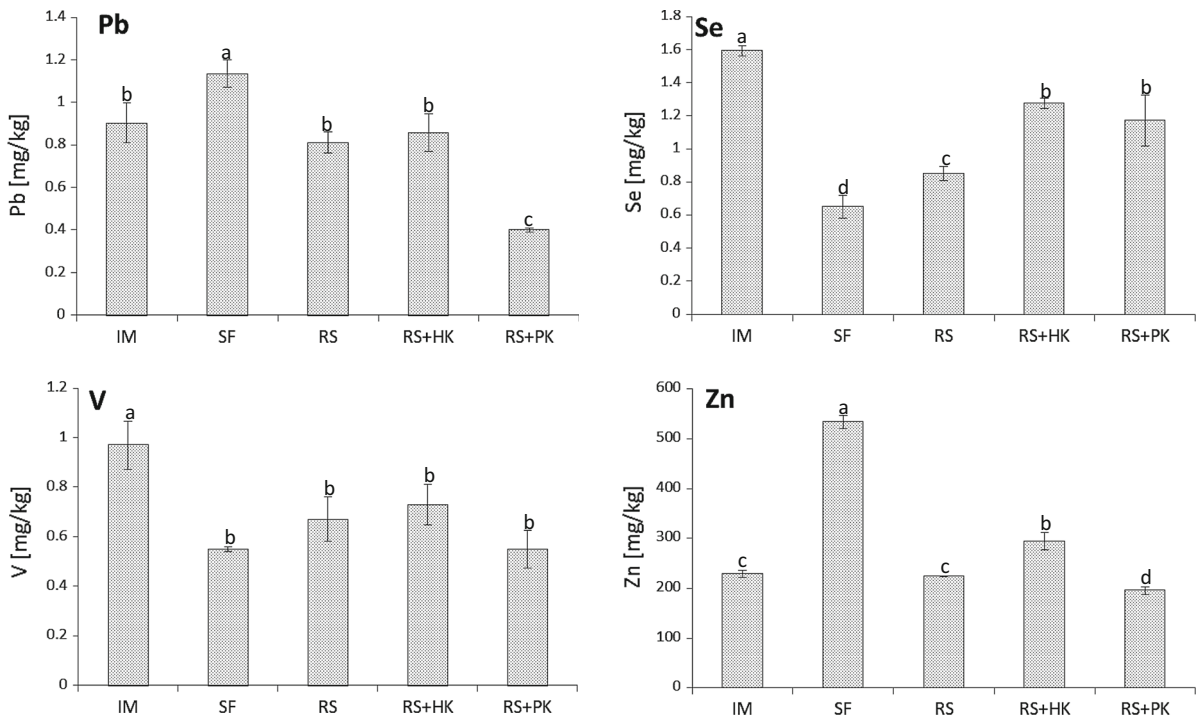 Pb
Pb [mg/kg]
1.4
1.2
1
0.8
0.6
0.4
0.2
0
b
a
b
b
c
IM SF RS RS+HK RS+PK
Se
Se [mg/kg]
1.8
1.6
1.4
1.2
1
0.8
0.6
0.4
0.2
0
a
d
c
b
b
IM SF RS RS+HK RS+PK
V
V [mg/kg]
1.2
1
0.8
0.6
0.4
0.2
0
a
b
b
b
b
IM SF RS RS+HK RS+PK
Zn
Zn [mg/kg]
600
500
400
300
200
100
0
c
a
c
b
d
IM SF RS RS+HK RS+PK